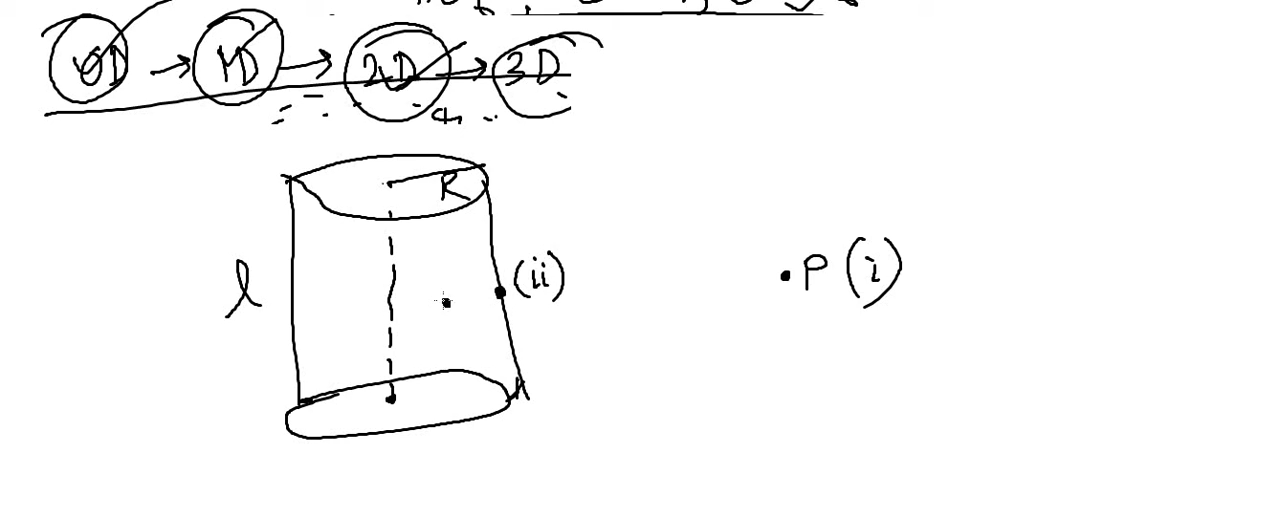 0D → 1D → 2D → 3D
R
l
(ii)
P (i)